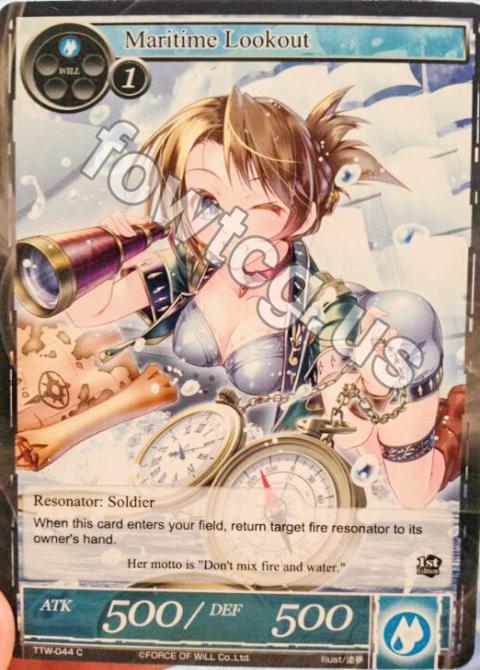 Maritime Lookout
WILL
1
fowtcg.us
Resonator: Soldier
When this card enters your field, return target fire resonator to its
owner's hand.
Her motto is "Don't mix fire and water."
1st
Edition
ATK 500/ DEF 500
TTW-044 C
©FORCE OF WILL Co.,Ltd.
Illust/塗夢